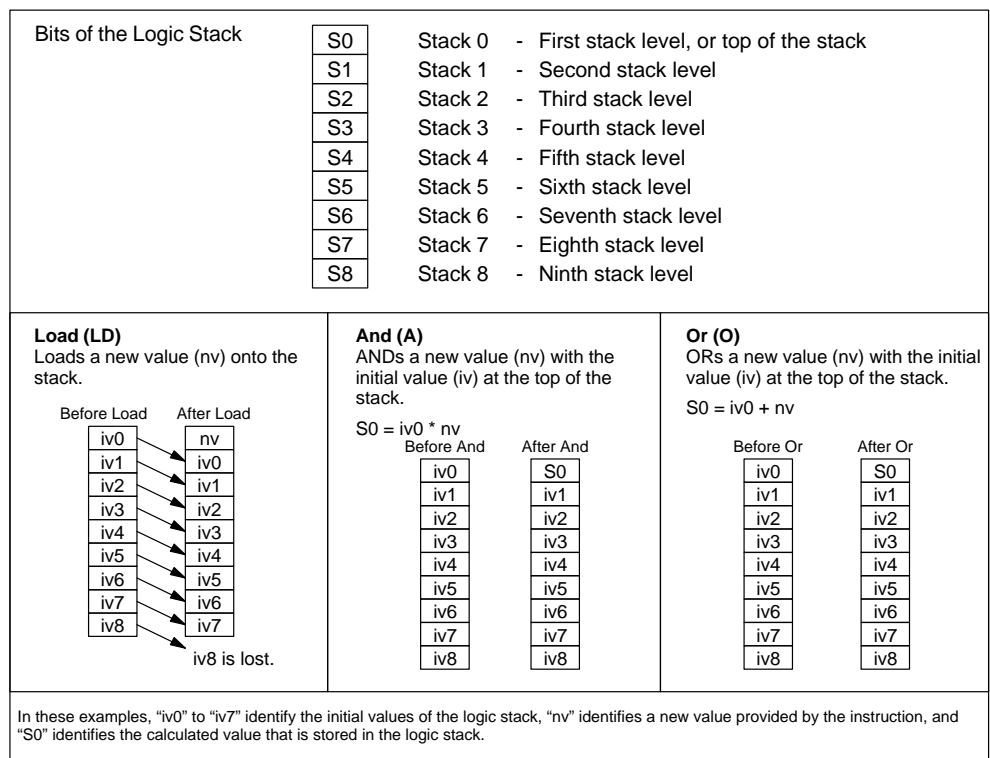 Bits of the Logic Stack
S0 Stack 0 - First stack level, or top of the stack
S1 Stack 1 - Second stack level
S2 Stack 2 - Third stack level
S3 Stack 3 - Fourth stack level
S4 Stack 4 - Fifth stack level
S5 Stack 5 - Sixth stack level
S6 Stack 6 - Seventh stack level
S7 Stack 7 - Eighth stack level
S8 Stack 8 - Ninth stack level
Load (LD)
Loads a new value (nv) onto the
stack.
Before Load After Load
iv0 nv
iv1 iv0
iv2 iv1
iv3 iv2
iv4 iv3
iv5 iv4
iv6 iv5
iv7 iv6
iv8 iv7
iv8 is lost.
And (A)
ANDs a new value (nv) with the
initial value (iv) at the top of the
stack.
S0 = iv0 * nv
Before And After And
iv0 S0
iv1 iv1
iv2 iv2
iv3 iv3
iv4 iv4
iv5 iv5
iv6 iv6
iv7 iv7
iv8 iv8
Or (O)
ORs a new value (nv) with the initial
value (iv) at the top of the stack.
S0 = iv0 + nv
Before Or After Or
iv0 S0
iv1 iv1
iv2 iv2
iv3 iv3
iv4 iv4
iv5 iv5
iv6 iv6
iv7 iv7
iv8 iv8
In these examples, “iv0” to “iv7” identify the initial values of the logic stack, “nv” identifies a new value provided by the instruction, and
“S0” identifies the calculated value that is stored in the logic stack.